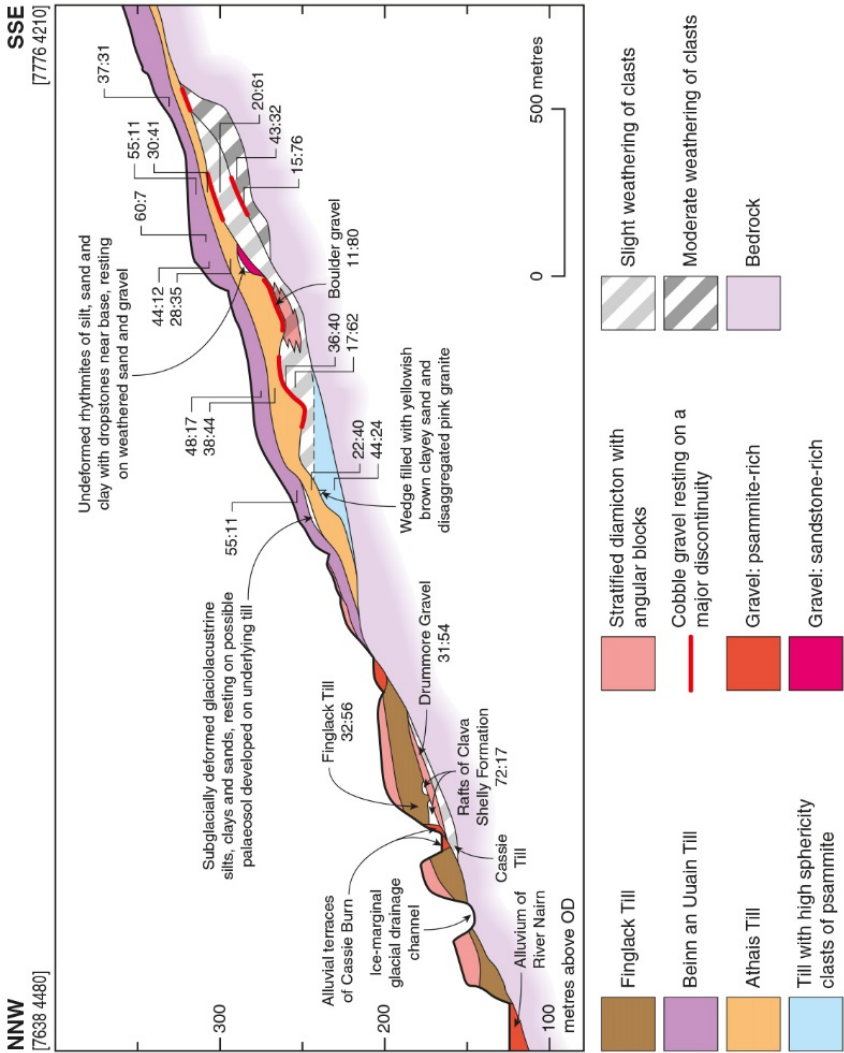 NNW
[7638 4480]
SSE
[7776 4210]
300
200
100
metres above OD
0
500 metres
Alluvium of
River Nairn
Ice-marginal
glacial drainage
channel
Alluvial terraces
of Cassie Burn
Cassie
Till
Rafts of Clava
Shelly Formation
72:17
Finglack Till
32:56
Drummore Gravel
31:54
Subglacially deformed glaciolacustrine
silts, clays and sands, resting on possible
palaeosol developed on underlying till
55:11
Wedge filled with yellowish
brown clayey sand and
disaggregated pink granite
22:40
44:24
48:17
38:44
36:40
17:62
Undeformed rhythmites of silt, sand and
clay with dropstones near base, resting
on weathered sand and gravel
Boulder gravel
11:80
44:12
28:35
60:7
55:11
30:41
37:31
20:61
43:32
15:76
Finglack Till
Beinn an Uuain Till
Athais Till
Till with high sphericity
clasts of psammite
Stratified diamicton with
angular blocks
Cobble gravel resting on a
major discontinuity
Gravel: psammite-rich
Gravel: sandstone-rich
Slight weathering of clasts
Moderate weathering of clasts
Bedrock